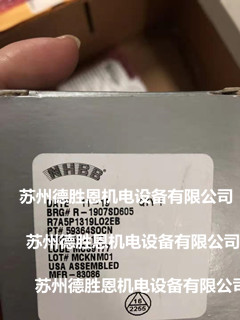 NHBB
苏州德胜恩机电设备有限公司
BRG# R-1907SD605
R7A5P1319LO2EB
PT# 59364SOCN
苏州德胜恩机电设备有限公司
LOT# MCKNM01
USA ASSEMBLED
MFR-83086
苏州德胜恩机电设备有限公司
18
2266